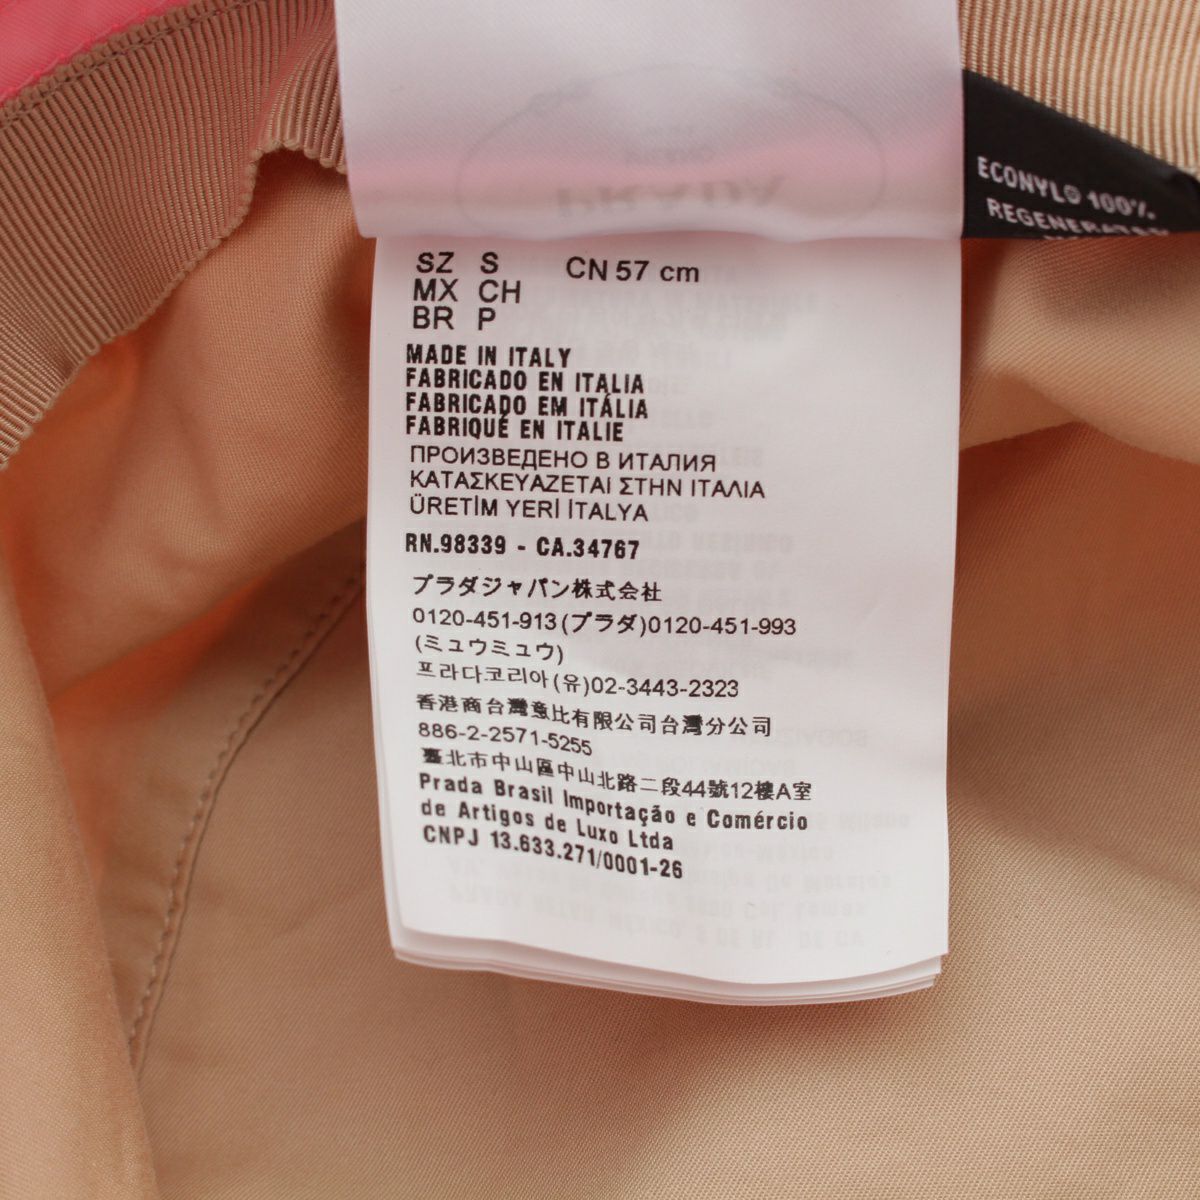 ECONYL® 100%
SZ S CN 57 cm
MX CH
BR P
MADE IN ITALY
FABRICADO EN ITALIA
FABRICADO EM ITÁLIA
FABRIQUÉ EN ITALIE
ПРОИЗВЕДЕНО В ИТАЛИЯ
ΚΑΤΑΣΚΕΥΑΖΕΤΑΙ ΣΤΗΝ ΙΤΑΛΙΑ
ÜRETİM YERİ İTALYA
RN.98339 - CA.34767
プラダジャパン株式会社
0120-451-913(プラダ)0120-451-993
(ミュウミュウ)
프라다코리아(유)02-3443-2323
香港商台灣意比有限公司台灣分公司
886-2-2571-5255
臺北市中山區中山北路二段44號12樓A室
Prada Brasil Importação e Comércio
de Artigos de Luxo Ltda
CNPJ 13.633.271/0001-26